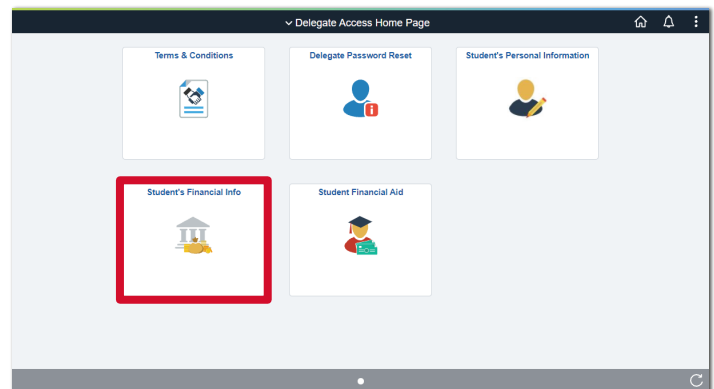 Delegate Access Home Page
Terms & Conditions
Delegate Password Reset
Student's Personal Information
Student's Financial Info
Student Financial Aid